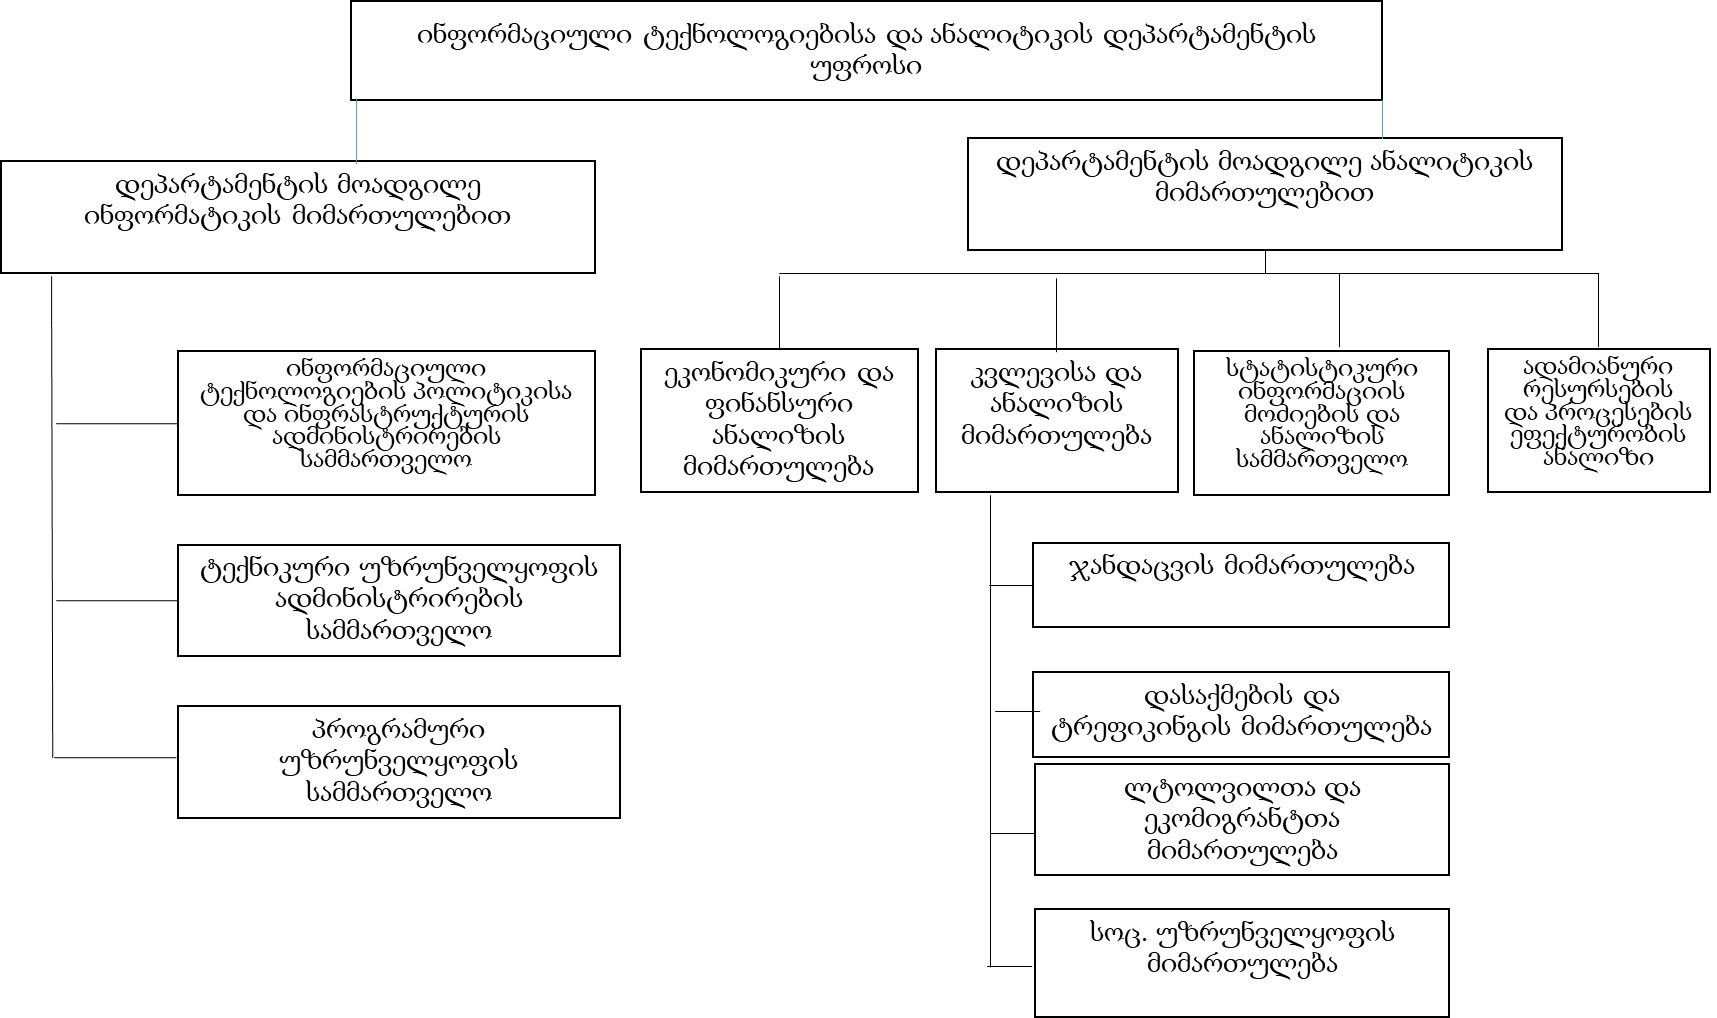 ინფორმაციული ტექნოლოგიებისა და ანალიტიკის დეპარტამენტის
უფროსი
დეპარტამენტის მოადგილე
ინფორმატიკის მიმართულებით
დეპარტამენტის მოადგილე ანალიტიკის
მიმართულებით
ინფორმაციული
ტექნოლოგიების პოლიტიკისა
და ინფრასტრუქტურის
ადმინისტრირების
სამმართველო
ტექნიკური უზრუნველყოფის
ადმინისტრირების
სამმართველო
პროგრამური
უზრუნველყოფის
სამმართველო
ეკონომიკური და
ფინანსური
ანალიზის
მიმართულება
კვლევისა და
ანალიზის
მიმართულება
სტატისტიკური
ინფორმაციის
მომიების და
ანალიზის
სამმართველო
ადამიანური
რესურსების
და პროცესების
ეფექტურობის
ანალიზი
ჯანდაცვის მიმართულება
დასაქმების და
ტრეფიკინგის მიმართულება
ლტოლვილთა და
ეკომიგრანტთა
მიმართულება
სოც. უზრუნველყოფის
მიმართულება